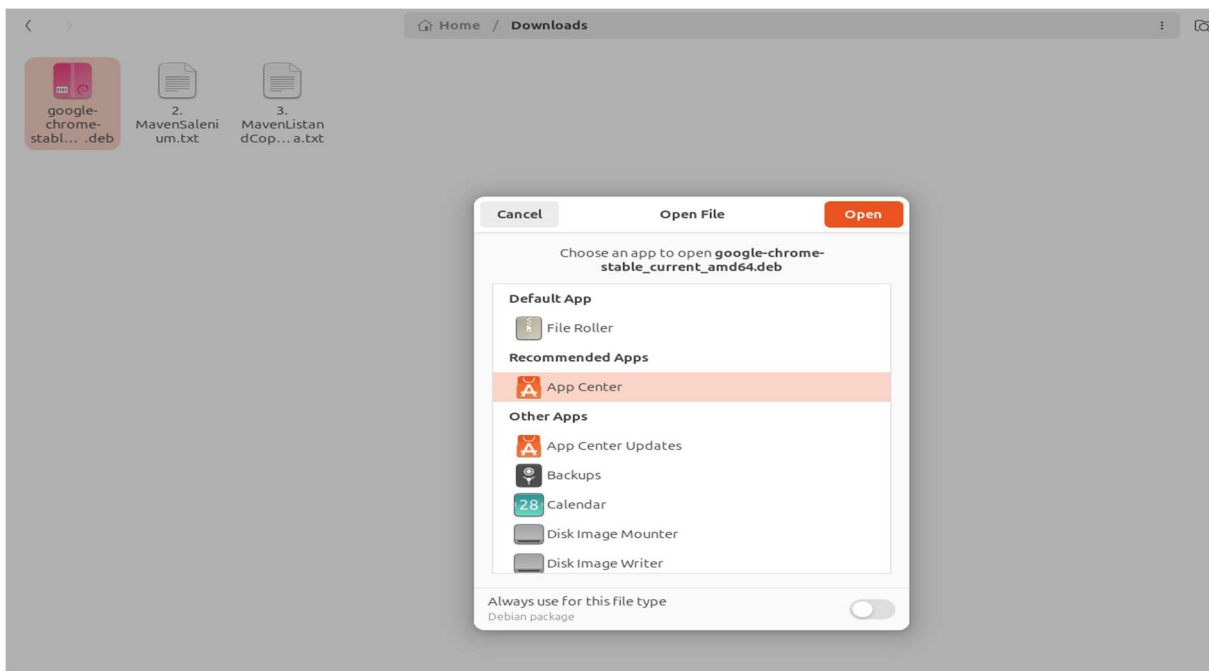 Home / Downloads
google-
chrome-
stabl... .deb
2.
MavenSaleni
um.txt
3.
MavenListan
dCop...a.txt
Cancel
Open File
Open
Choose an app to open google-chrome-
stable_current_amd64.deb
Default App
File Roller
Recommended Apps
App Center
Other Apps
App Center Updates
Backups
28 Calendar
Disk Image Mounter
Disk Image Writer
Always use for this file type
Debian package